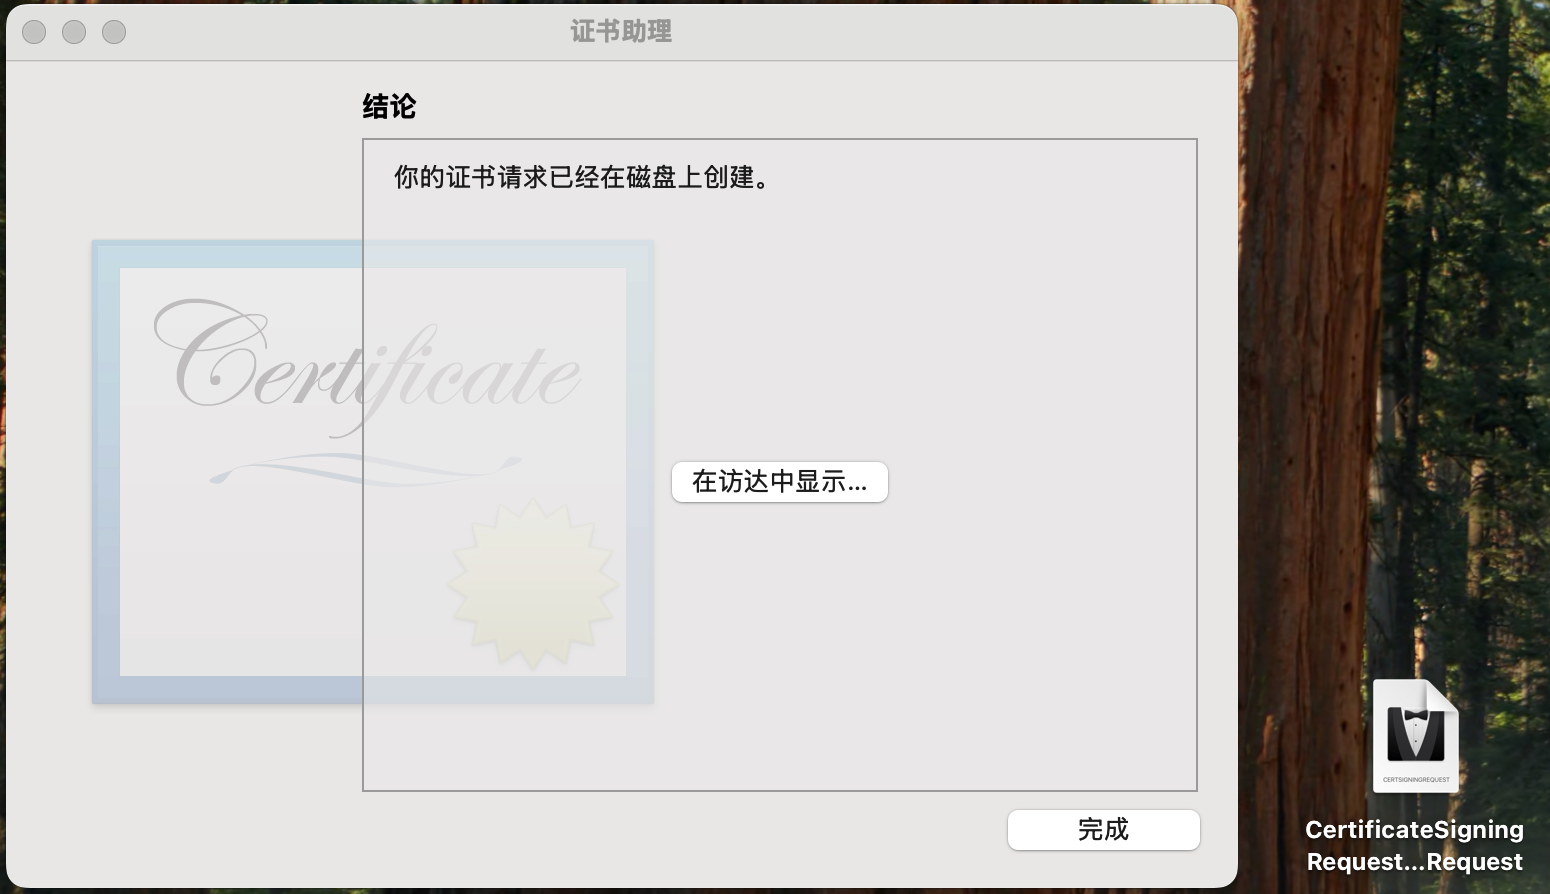 证书助理
结论
你的证书请求已经在磁盘上创建。
Certificate
在访达中显示...
完成
CERTSIGNINGREQUEST
CertificateSigning
Request...Request